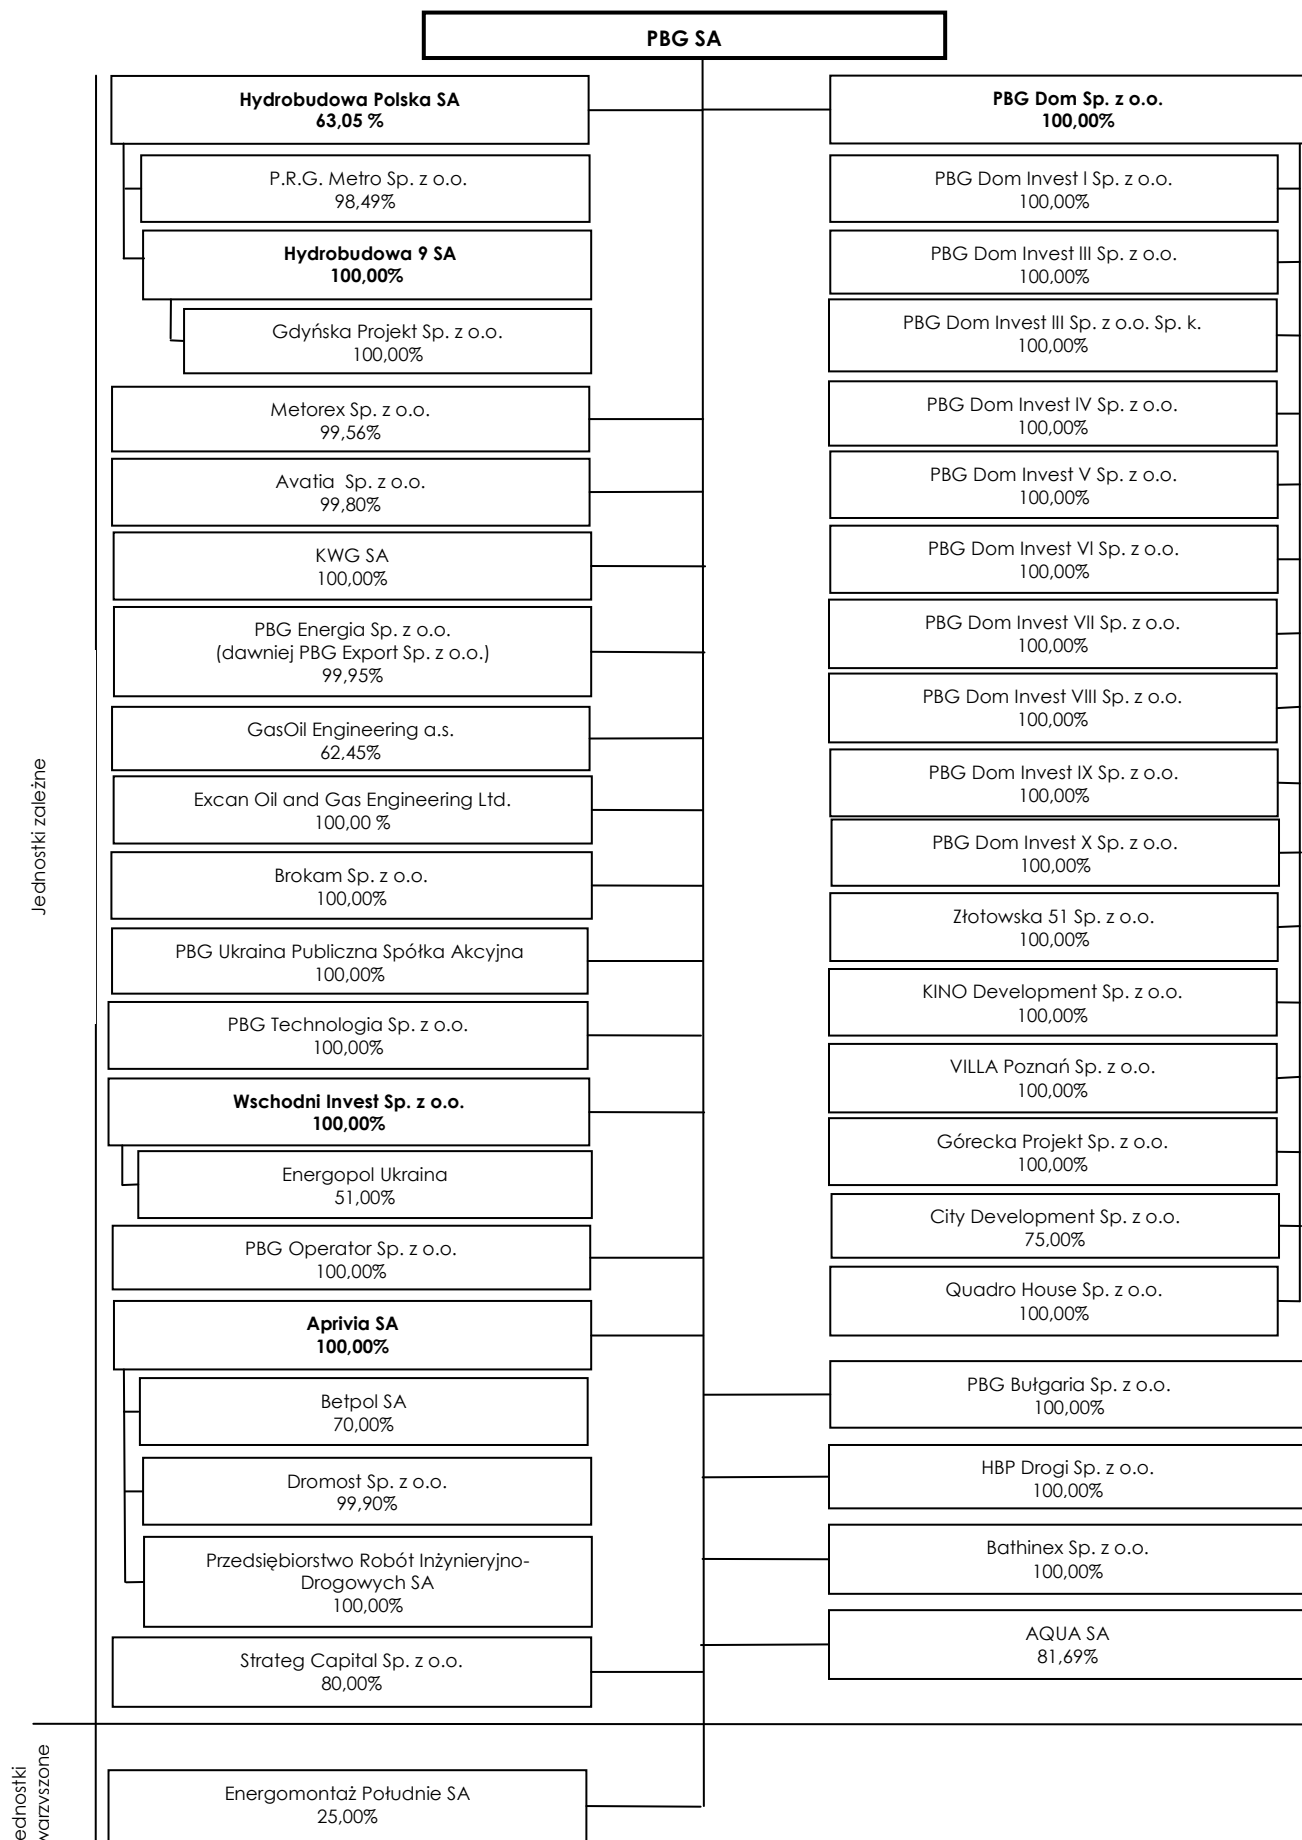 PBG SA
Hydrobudowa Polska SA
63,05 %
P.R.G. Metro Sp. z o.o.
98,49%
Hydrobudowa 9 SA
100,00%
Gdyńska Projekt Sp. z o.o.
100,00%
Metorex Sp. z o.o.
99,56%
Avatia Sp. z o.o.
99,80%
KWG SA
100,00%
PBG Energia Sp. z o.o.
(dawniej PBG Export Sp. z o.o.)
99,95%
GasOil Engineering a.s.
62,45%
Excan Oil and Gas Engineering Ltd.
100,00 %
Brokam Sp. z o.o.
100,00%
PBG Ukraina Publiczna Spółka Akcyjna
100,00%
PBG Technologia Sp. z o.o.
100,00%
Wschodni Invest Sp. z o.o.
100,00%
Energopol Ukraina
51,00%
PBG Operator Sp. z o.o.
100,00%
Aprivia SA
100,00%
Betpol SA
70,00%
Dromost Sp. z o.o.
99,90%
Przedsiębiorstwo Robót Inżynieryjno-
Drogowych SA
100,00%
Strateg Capital Sp. z o.o.
80,00%
PBG Dom Sp. z o.o.
100,00%
PBG Dom Invest I Sp. z o.o.
100,00%
PBG Dom Invest III Sp. z o.o.
100,00%
PBG Dom Invest III Sp. z o.o. Sp. k.
100,00%
PBG Dom Invest IV Sp. z o.o.
100,00%
PBG Dom Invest V Sp. z o.o.
100,00%
PBG Dom Invest VI Sp. z o.o.
100,00%
PBG Dom Invest VII Sp. z o.o.
100,00%
PBG Dom Invest VIII Sp. z o.o.
100,00%
PBG Dom Invest IX Sp. z o.o.
100,00%
PBG Dom Invest X Sp. z o.o.
100,00%
Złotowska 51 Sp. z o.o.
100,00%
KINO Development Sp. z o.o.
100,00%
VILLA Poznań Sp. z o.o.
100,00%
Górecka Projekt Sp. z o.o.
100,00%
City Development Sp. z o.o.
75,00%
Quadro House Sp. z o.o.
100,00%
PBG Bułgaria Sp. z o.o.
100,00%
HBP Drogi Sp. z o.o.
100,00%
Bathinex Sp. z o.o.
100,00%
AQUA SA
81,69%
Jednostki zależne
Energomontaż Południe SA
25,00%